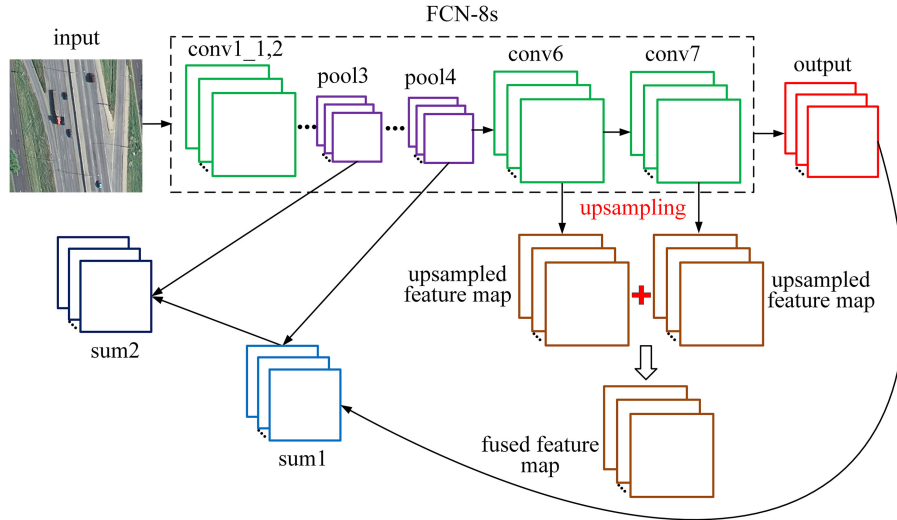 FCN-8s
input
conv1_1,2
pool3
pool4
conv6
conv7
output
upsampling
upsampled
feature map
upsampled
feature map
sum2
sum1
fused feature
map